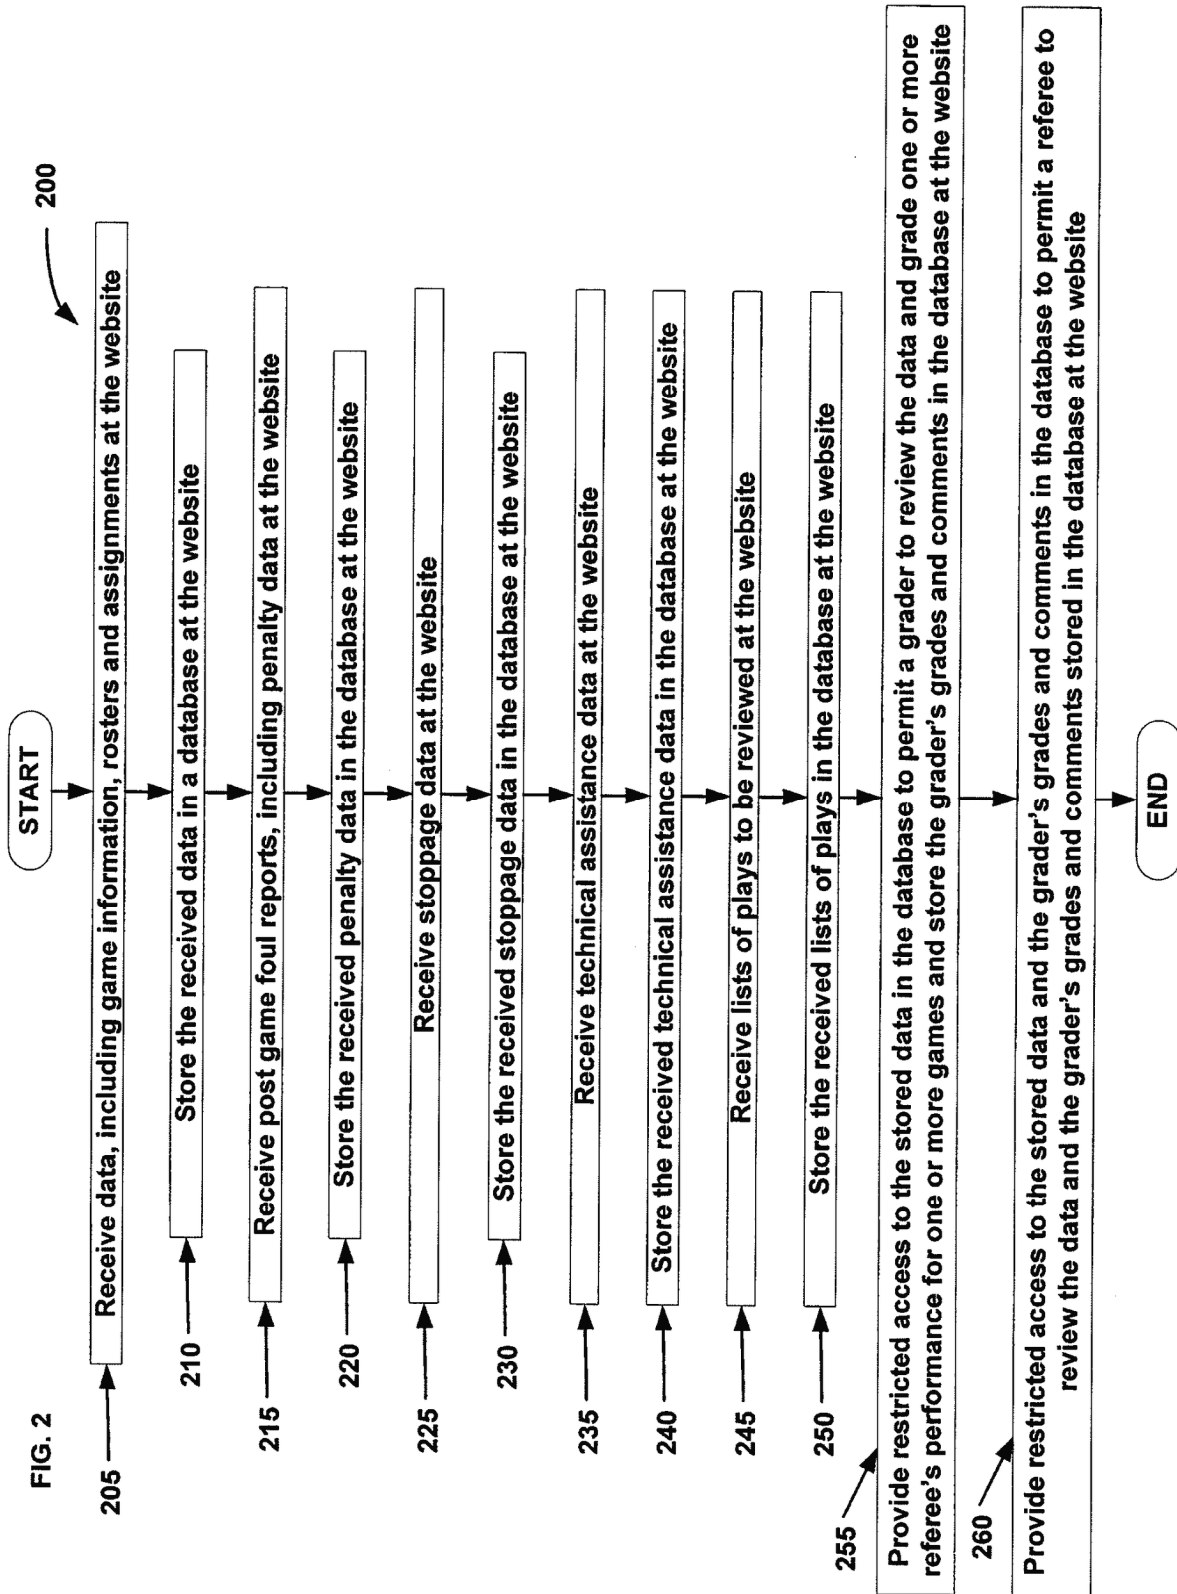 FIG. 2
200
START
205
Receive data, including game information, rosters and assignments at the website
210
Store the received data in a database at the website
215
Receive post game foul reports, including penalty data at the website
220
Store the received penalty data in the database at the website
225
Receive stoppage data at the website
230
Store the received stoppage data in the database at the website
235
Receive technical assistance data at the website
240
Store the received technical assistance data in the database at the website
245
Receive lists of plays to be reviewed at the website
250
Store the received lists of plays in the database at the website
255
Provide restricted access to the stored data in the database to permit a grader to review the data and grade one or more
referee's performance for one or more games and store the grader's grades and comments in the database at the website
260
Provide restricted access to the stored data and the grader's grades and comments in the database to permit a referee to
review the data and the grader's grades and comments stored in the database at the website
END